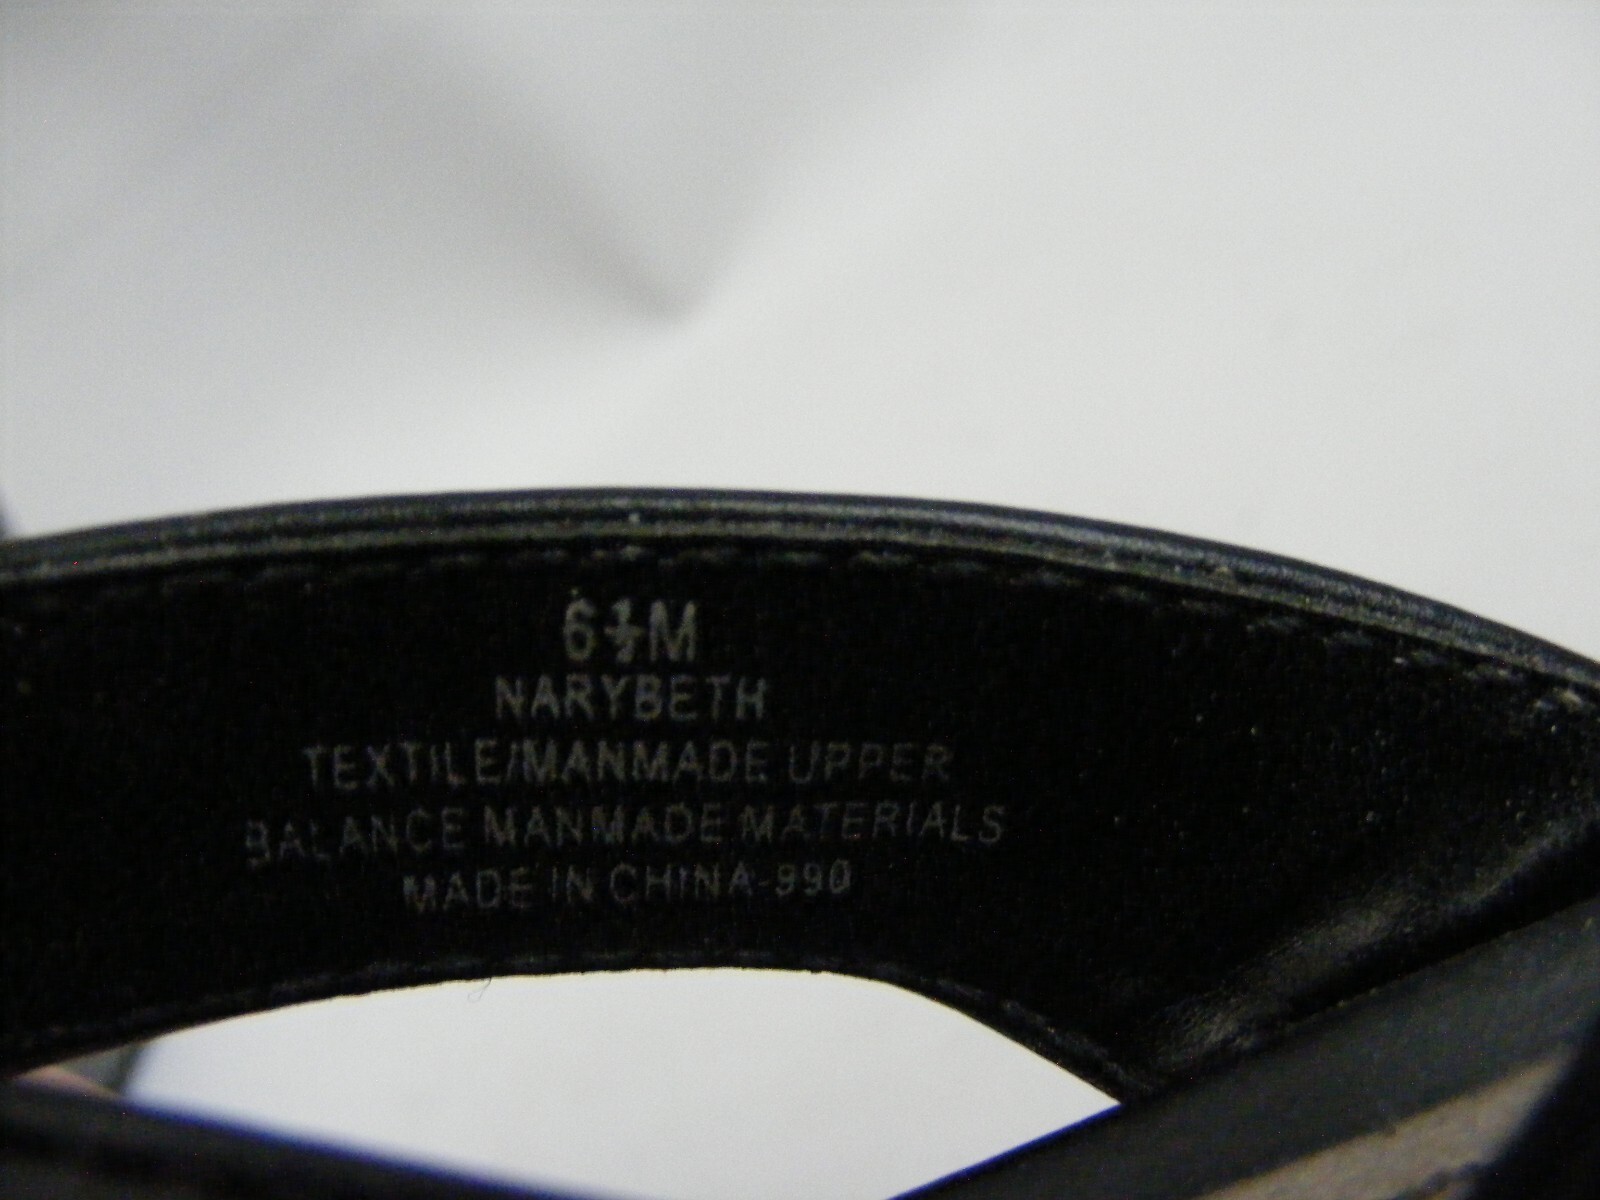 6½M
NARYBETH
TEXTILE/MANMADE UPPER
BALANCE MANMADE MATERIALS
MADE IN CHINA-990